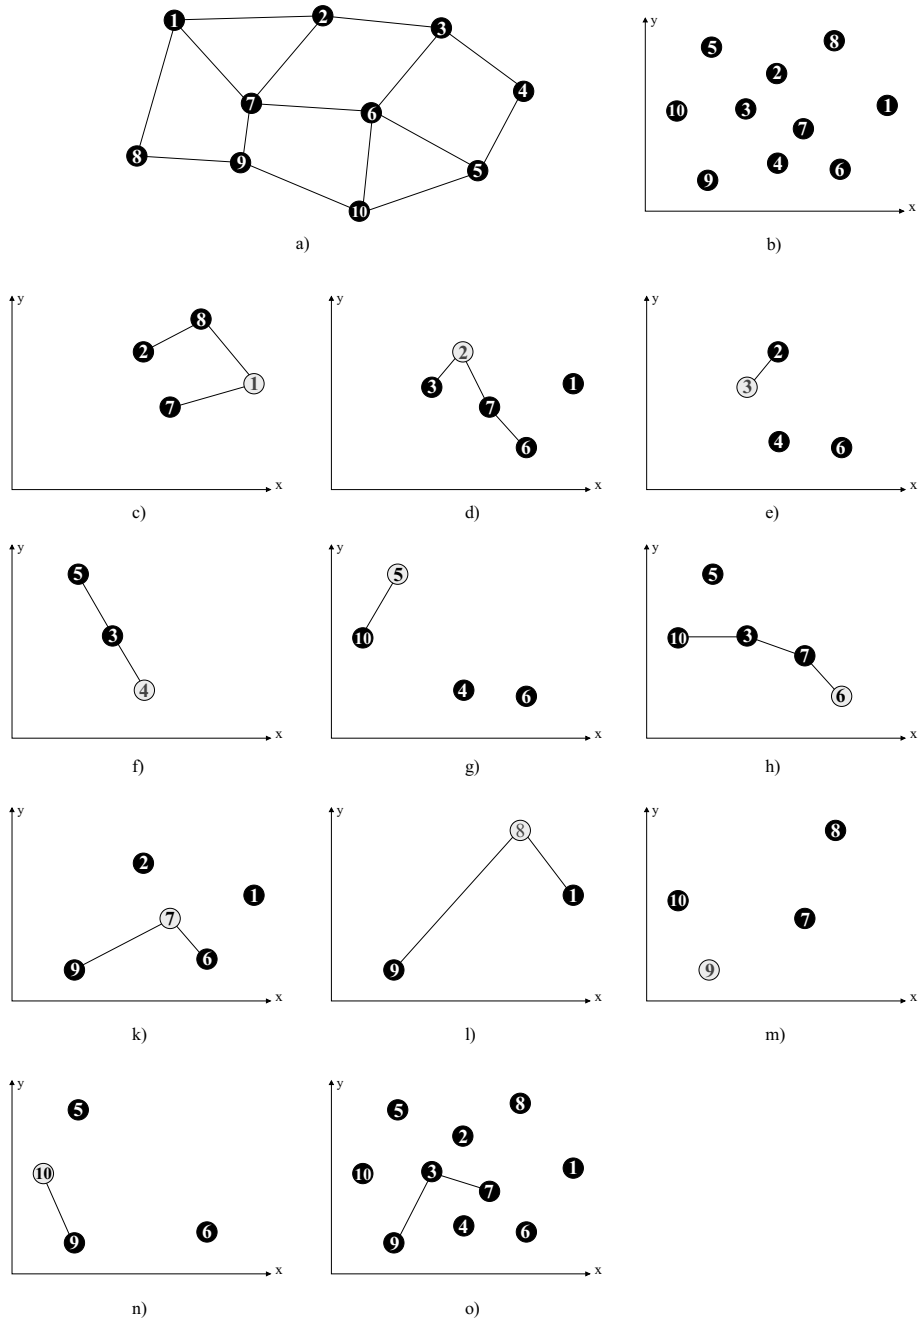 1 2 3 4 7 6 8 9 5 10
a)
y 8 5 2 10 3 1 7 4 6 9 x
b)
y 8 2 1 7 x
c)
y 2 3 1 7 6 x
d)
y 2 3 4 6 x
e)
y 5 3 4 x
f)
y 5 10 4 6 x
g)
y 5 10 3 7 6 x
h)
y 2 1 7 6 9 x
k)
y 8 1 9 x
l)
y 8 10 7 9 x
m)
y 5 10 6 9 x
n)
y 8 5 2 1 3 10 7 4 6 9 x
o)